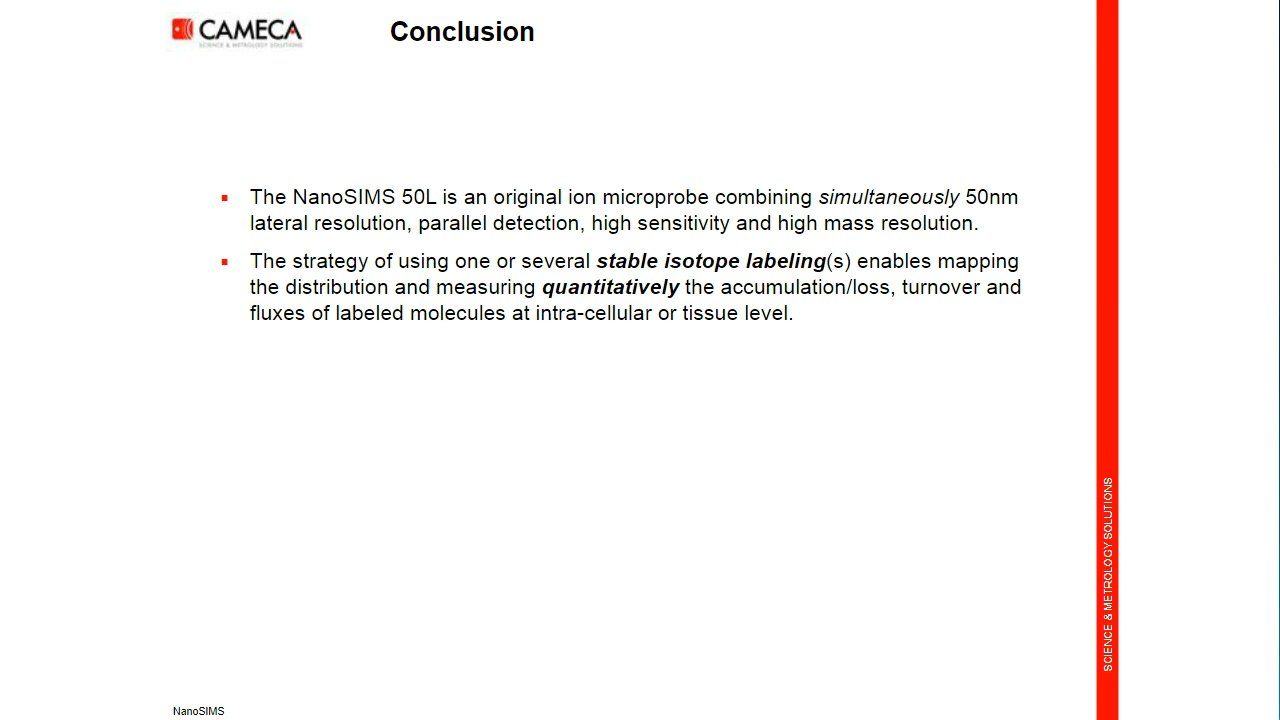 CAMECA
SCIENCE & METROLOGY SOLUTIONS
Conclusion
The NanoSIMS 50L is an original ion microprobe combining simultaneously 50nm
lateral resolution, parallel detection, high sensitivity and high mass resolution.
The strategy of using one or several stable isotope labeling(s) enables mapping
the distribution and measuring quantitatively the accumulation/loss, turnover and
fluxes of labeled molecules at intra-cellular or tissue level.
SCIENCE & METROLOGY SOLUTIONS
NanoSIMS